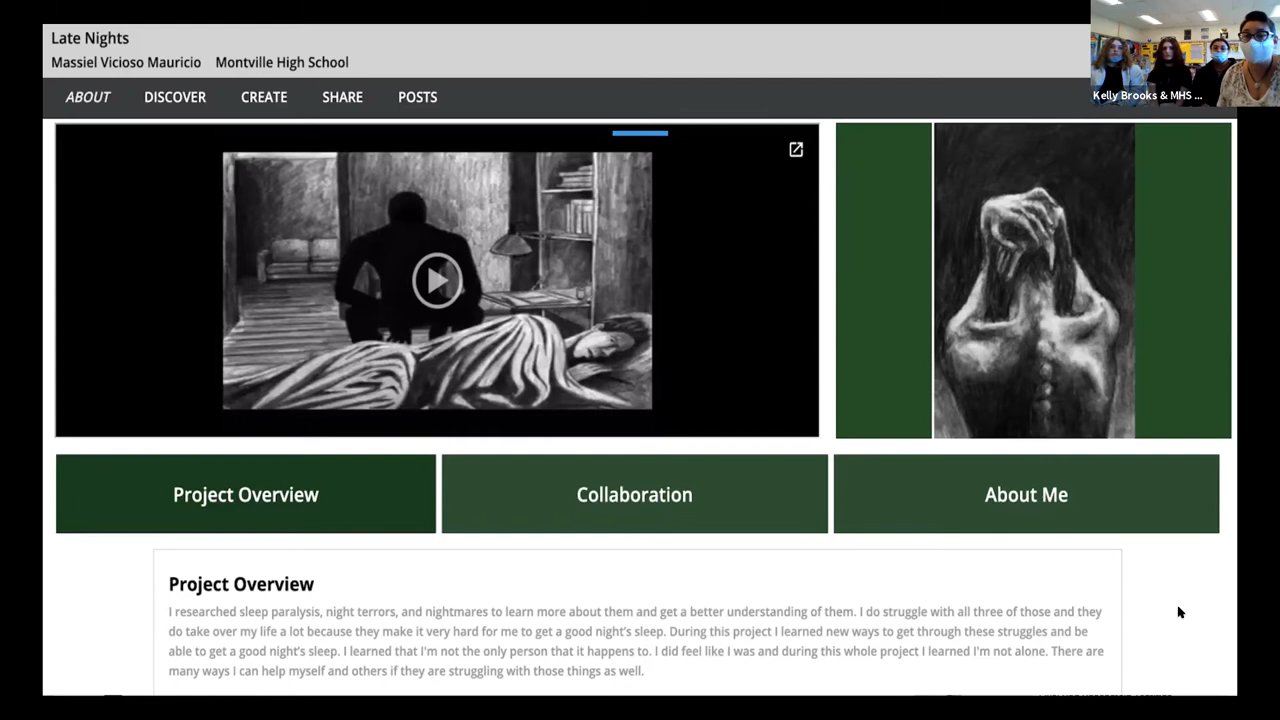 Late Nights
Massiel Vicioso Mauricio Montville High School
Kelly Brooks & MHS ...
ABOUT DISCOVER CREATE SHARE POSTS
Project Overview Collaboration About Me
Project Overview
I researched sleep paralysis, night terrors, and nightmares to learn more about them and get a better understanding of them. I do struggle with all three of those and they
do take over my life a lot because they make it very hard for me to get a good night's sleep. During this project I learned new ways to get through these struggles and be
able to get a good night's sleep. I learned that I'm not the only person that it happens to. I did feel like I was and during this whole project I learned I'm not alone. There are
many ways I can help myself and others if they are struggling with those things as well.